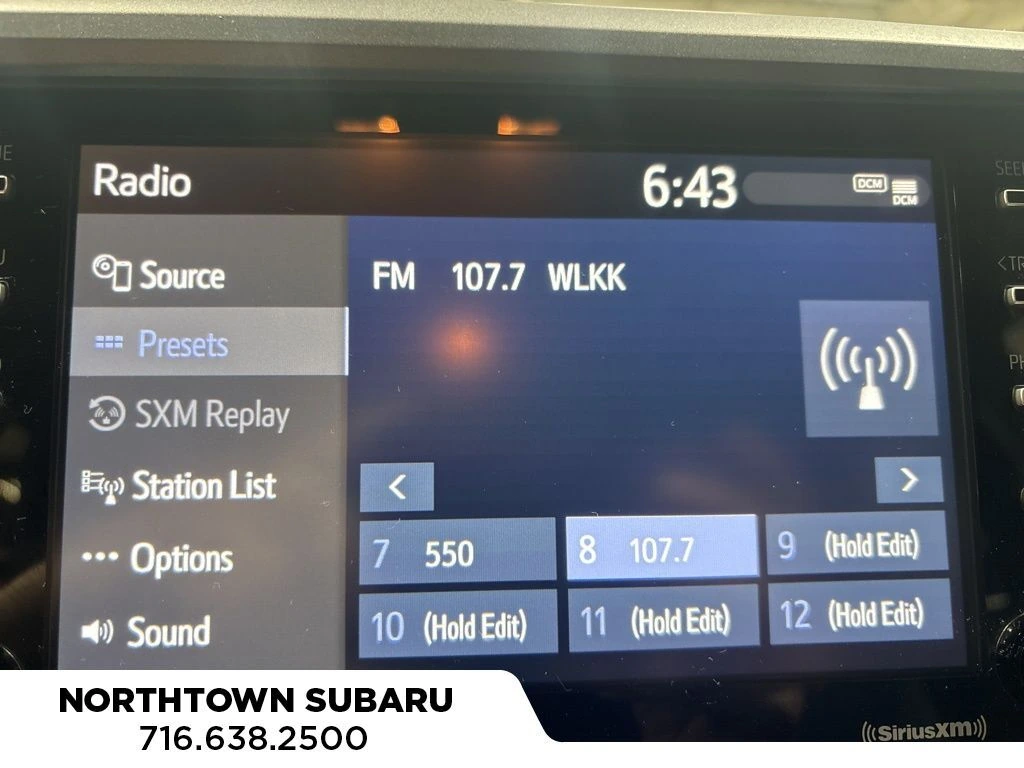 Radio 6:43 DCM DCM
Source
FM 107.7 WLKK
Presets
SXM Replay
Station List
< >
7 550 8 107.7 9 (Hold Edit)
Options
10 (Hold Edit) 11 (Hold Edit) 12 (Hold Edit)
Sound
SiriusXM
NORTHTOWN SUBARU
716.638.2500